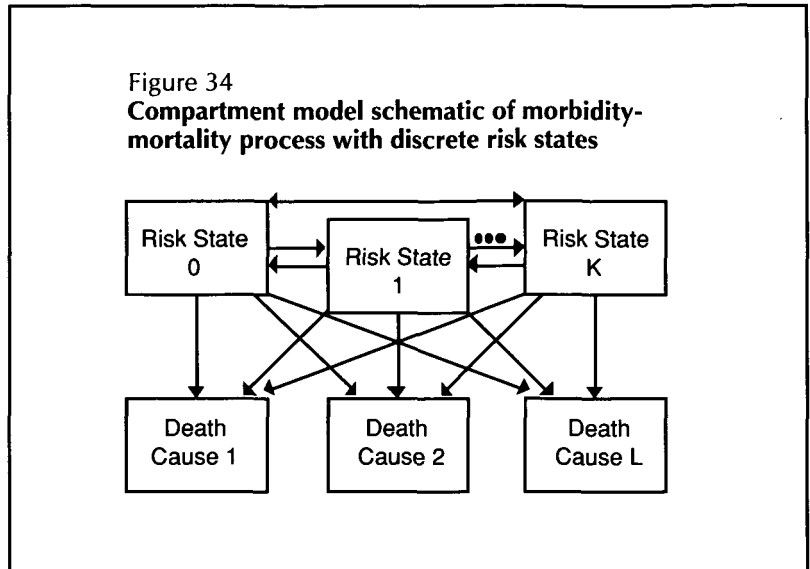 Figure 34
Compartment model schematic of morbidity-
mortality process with discrete risk states
Risk State
0
Risk State
1
Risk State
K
Death
Cause 1
Death
Cause 2
Death
Cause L